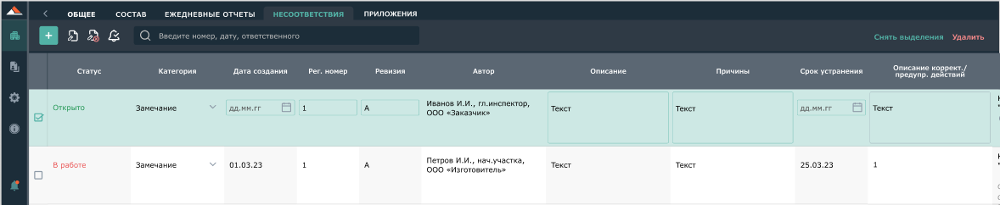 ОБЩЕЕ СОСТАВ ЕЖЕДНЕВНЫЕ ОТЧЕТЫ НЕСООТВЕТСТВИЯ ПРИЛОЖЕНИЯ
Введите номер, дату, ответственного
Снять выделения Удалить
Статус Категория Дата создания Рег. номер Ревизия Автор Описание Причины Срок устранения Описание коррект./
предупр. действий
Открыто Замечание дд.мм.гг 1 А Иванов И.И., гл.инспектор,
ООО «Заказчик» Текст Текст дд.мм.гг Текст
В работе Замечание 01.03.23 1 А Петров И.И., нач.участка,
ООО «Изготовитель» Текст Текст 25.03.23 1